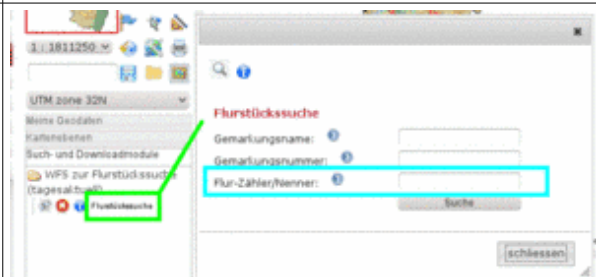 1 : 1811250
UTM zone 32N
Meine Geodaten
Kartenebenen
Such- und Downloadmodule
WFS zur Flurstückssuche
(tagesaktuell)
Flurstückssuche
Flurstückssuche
Gemarkungsname:
Gemarkungsnummer:
Flur-Zähler/Nenner:
Suche
schliessen